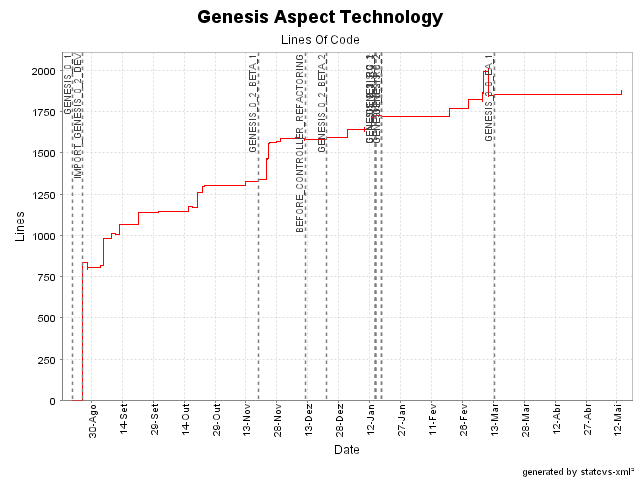 Genesis Aspect Technology
Lines Of Code
Lines
2000
1750
1500
1250
1000
750
500
250
0
GENESIS_0_1
IMPORT_GENESIS_0_2_DEV
GENESIS_0_2_BETA_1
BEFORE_CONTROLLER_REFACTORING
GENESIS_0_2_BETA_2
30-Ago
14-Set
29-Set
14-Out
29-Out
13-Nov
28-Nov
13-Dez
28-Dez
12-Jan
27-Jan
11-Fev
26-Fev
13-Mar
28-Mar
12-Abr
27-Abr
12-Mai
Date
generated by statcvs-xml²